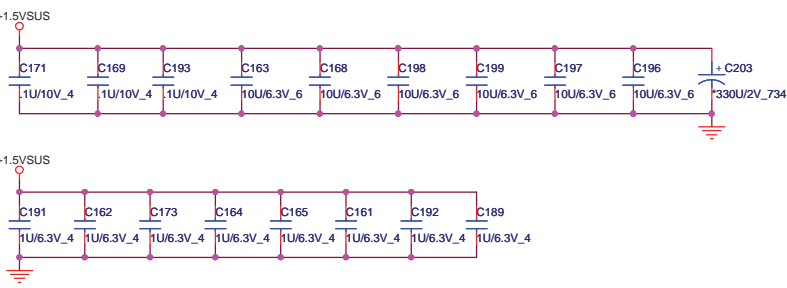 +1.5VSUS
C171 C169 C193 C163 C168 C198 C199 C197 C196 + C203
.1U/10V_4 .1U/10V_4 .1U/10V_4 10U/6.3V_6 10U/6.3V_6 10U/6.3V_6 10U/6.3V_6 10U/6.3V_6 10U/6.3V_6 *330U/2V_734
+1.5VSUS
C191 C162 C173 C164 C165 C161 C192 C189
1U/6.3V_4 1U/6.3V_4 1U/6.3V_4 1U/6.3V_4 1U/6.3V_4 1U/6.3V_4 1U/6.3V_4 1U/6.3V_4